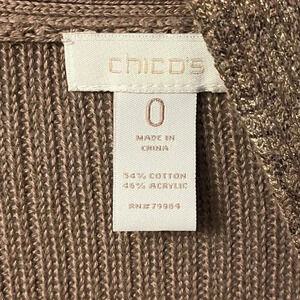 chico's
0
MADE IN
CHINA
54% COTTON
46% ACRYLIC
RN# 79984